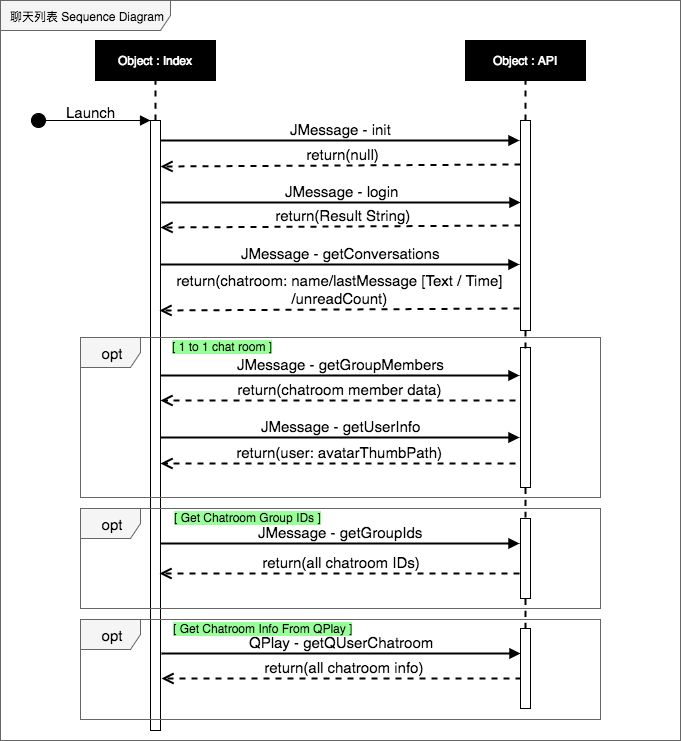 聊天列表 Sequence Diagram
Object : Index
Object : API
Launch
JMessage - init
return(null)
JMessage - login
return(Result String)
JMessage - getConversations
return(chatroom: name/lastMessage [Text / Time]
/unreadCount)
opt
[ 1 to 1 chat room ]
JMessage - getGroupMembers
return(chatroom member data)
JMessage - getUserInfo
return(user: avatarThumbPath)
opt
[ Get Chatroom Group IDs ]
JMessage - getGroupIds
return(all chatroom IDs)
opt
[ Get Chatroom Info From QPlay ]
QPlay - getQUserChatroom
return(all chatroom info)